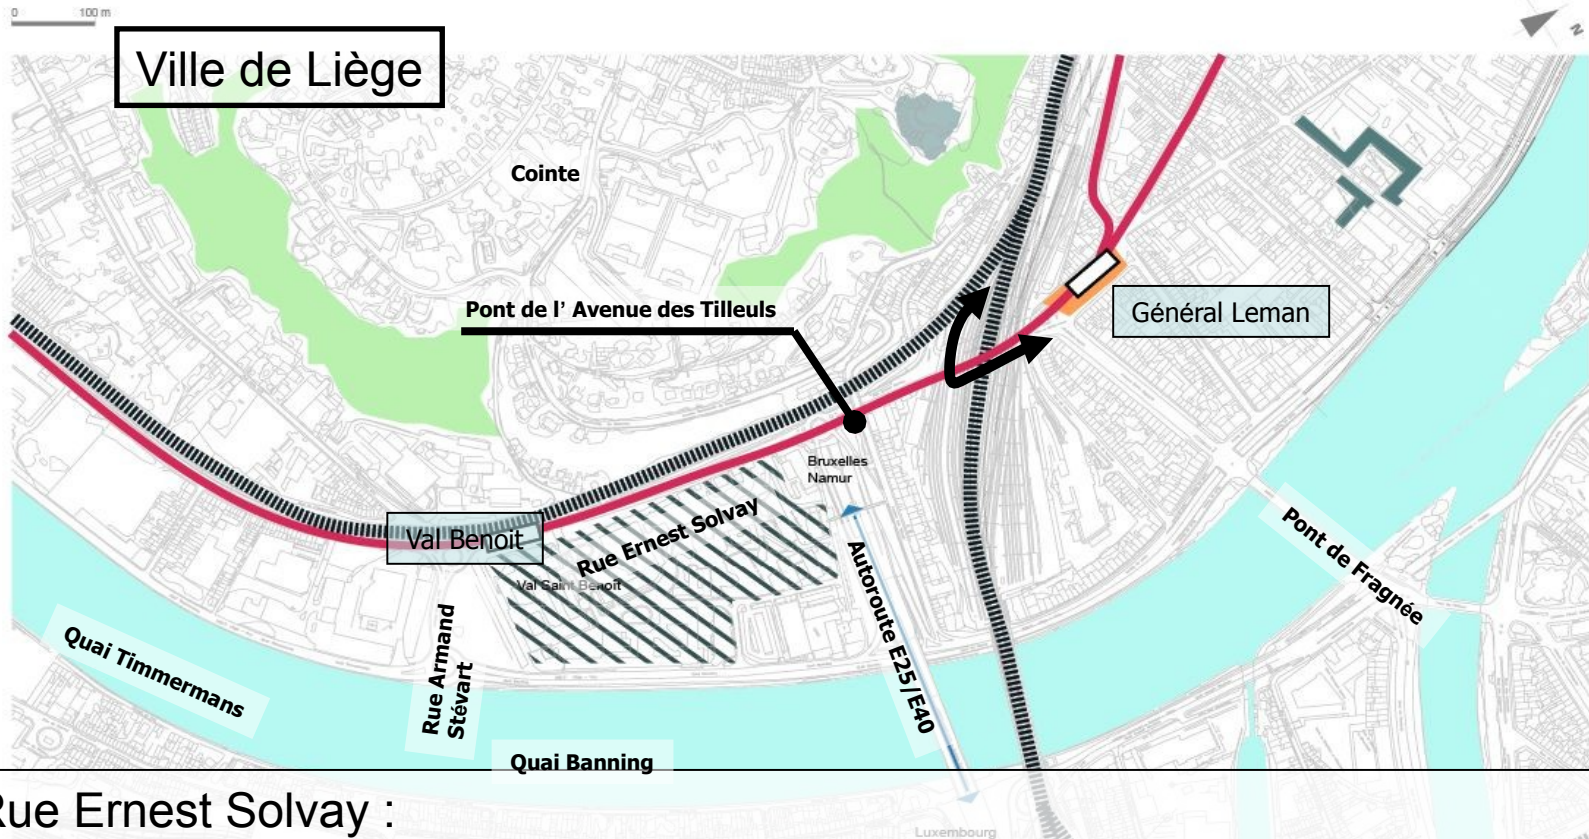 0 100 m
N
Ville de Liège
Cointe
Pont de l' Avenue des Tilleuls
Général Leman
Bruxelles
Namur
Rue Ernest Solvay
Val Benoit
Val Saint Benoît
Autoroute E25/E40
Pont de Fragnée
Quai Timmermans
Rue Armand
Stévart
Quai Banning
Rue Ernest Solvay :
Luxembourg